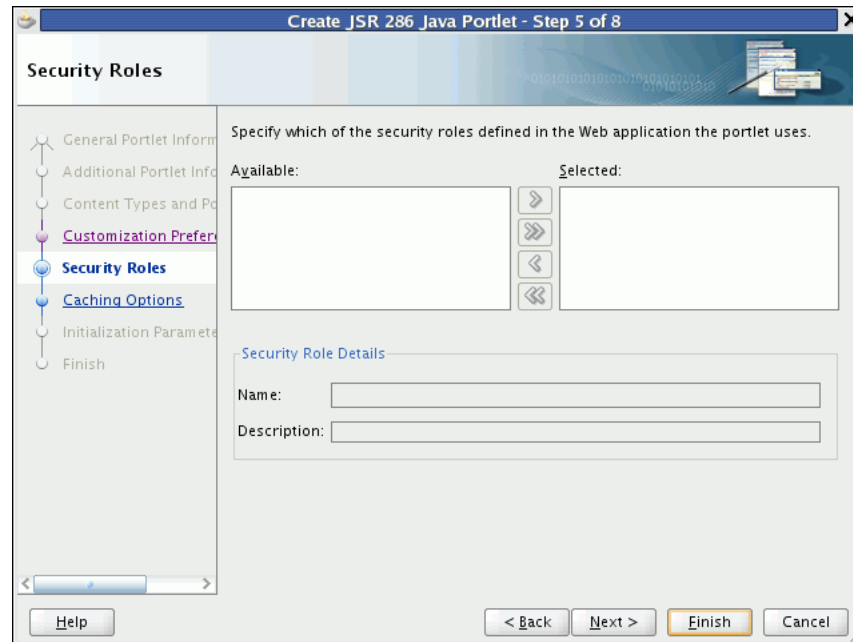 Create JSR 286 Java Portlet - Step 5 of 8
Security Roles
General Portlet Inform
Additional Portlet Info
Content Types and Po
Customization Prefer
Security Roles
Caching Options
Initialization Paramete
Finish
Specify which of the security roles defined in the Web application the portlet uses.
Available:
Selected:
Security Role Details
Name:
Description:
Help
< Back
Next >
Finish
Cancel